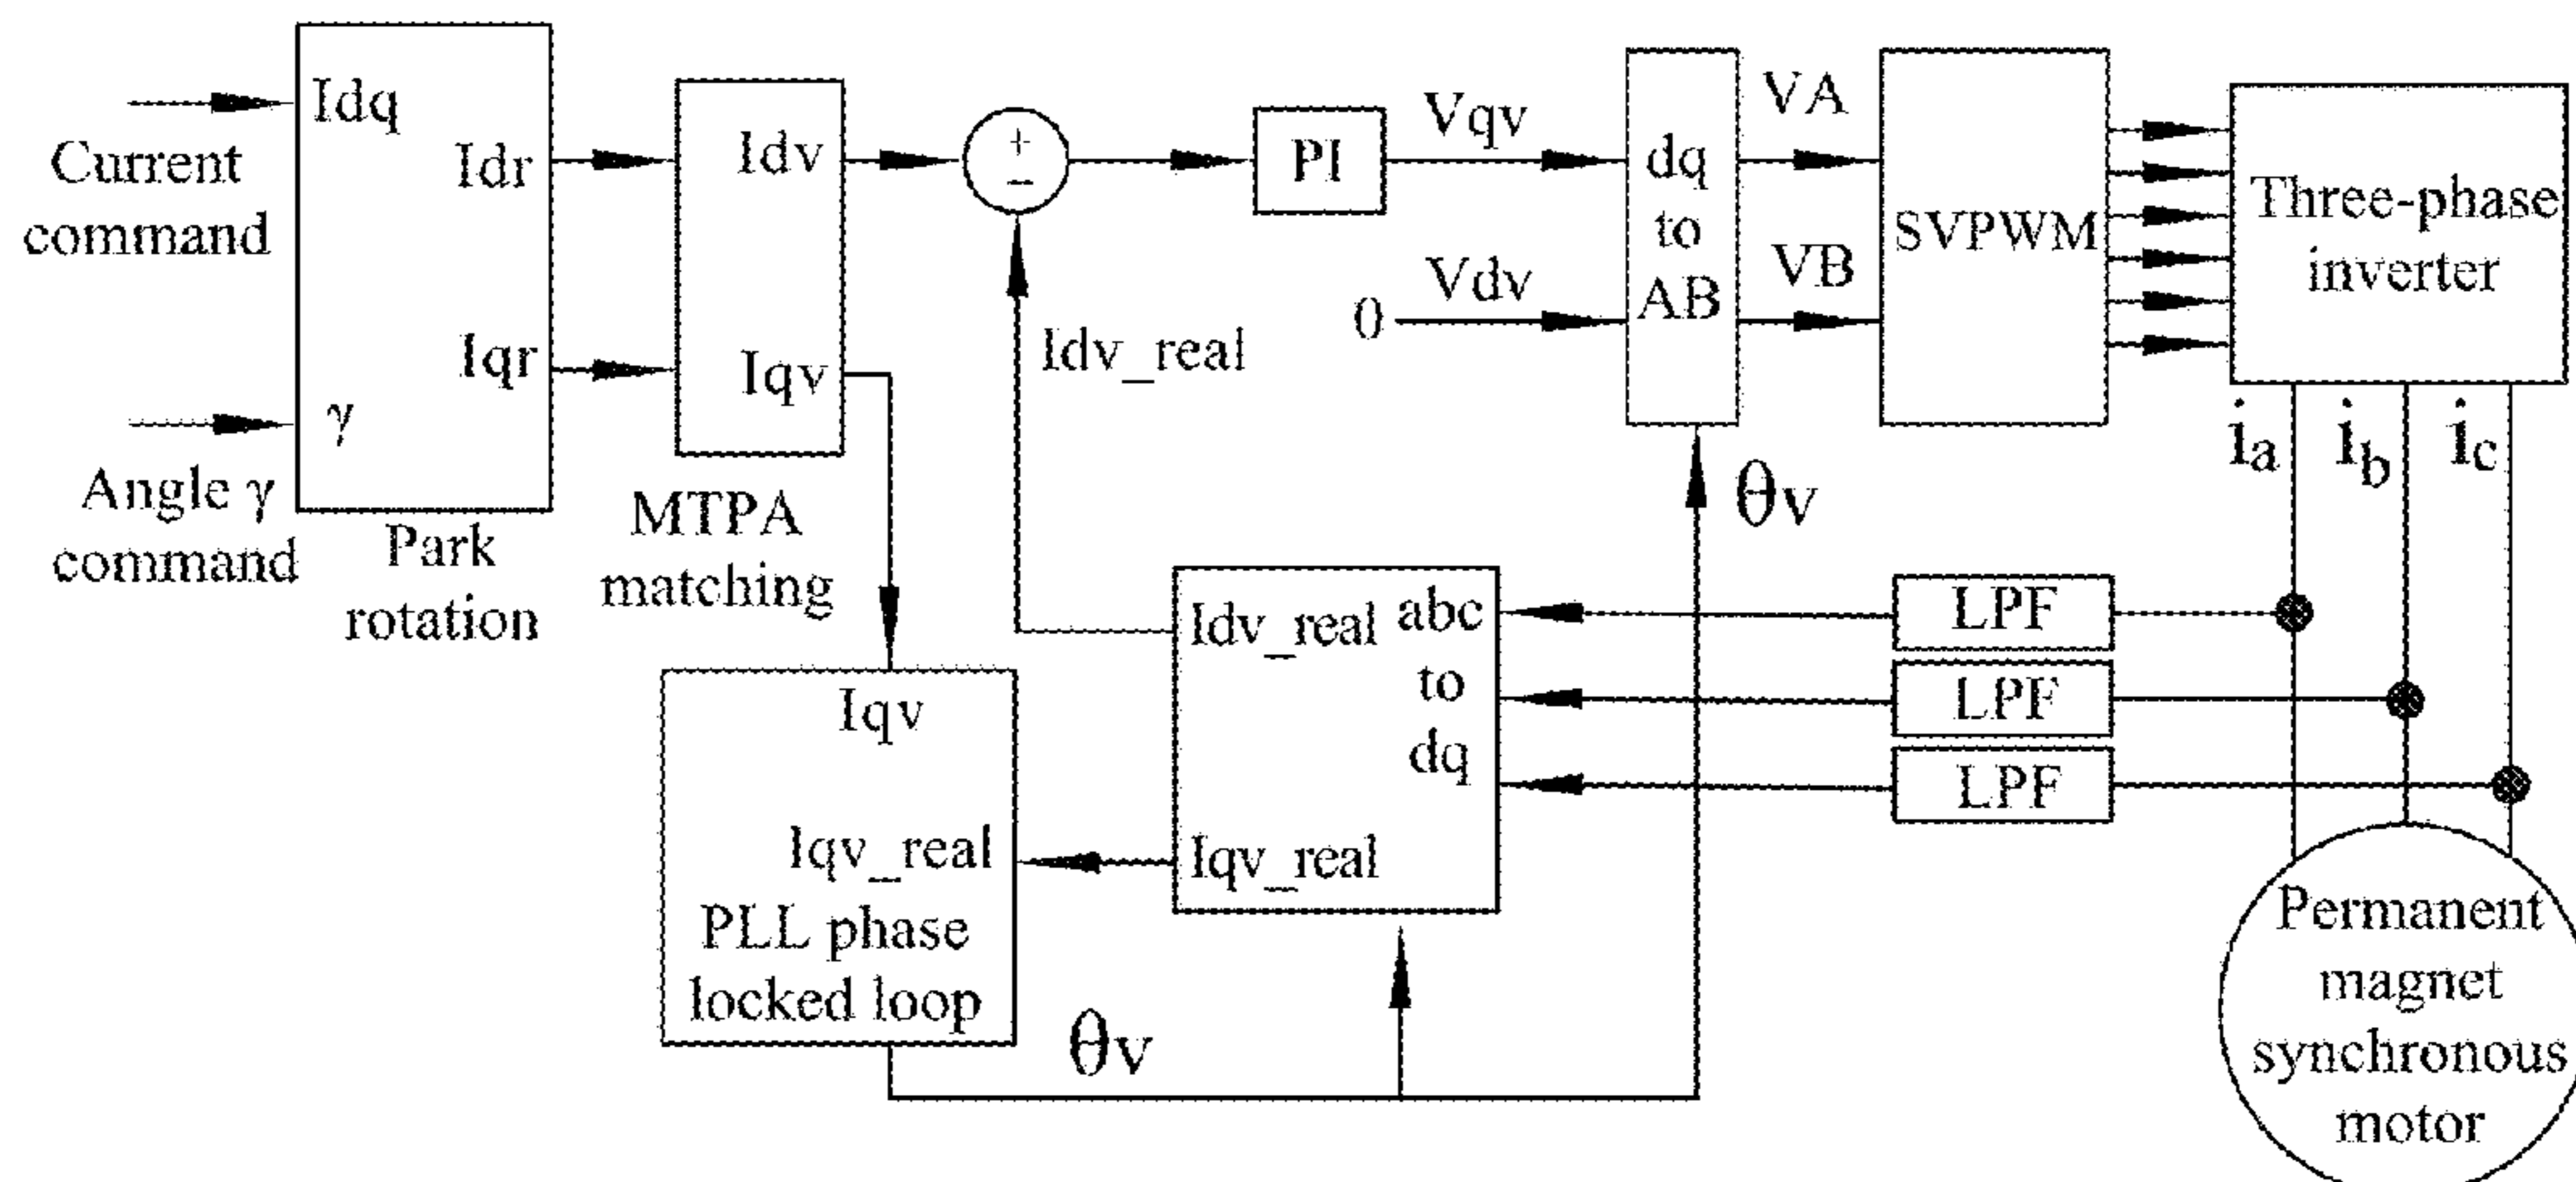 Idq
Current
command
Idr
Iqr
γ
Angle γ
command
Park
rotation
Idv
Iqv
MTPA
matching
+
−
Idv_real
PI
Vqv
0
Vdv
dq
to
AB
VA
VB
SVPWM
Three-phase
inverter
ia
ib
ic
θv
Iqv
Iqv_real
PLL phase
locked loop
θv
Idv_real
Iqv_real
abc
to
dq
LPF
LPF
LPF
Permanent
magnet
synchronous
motor